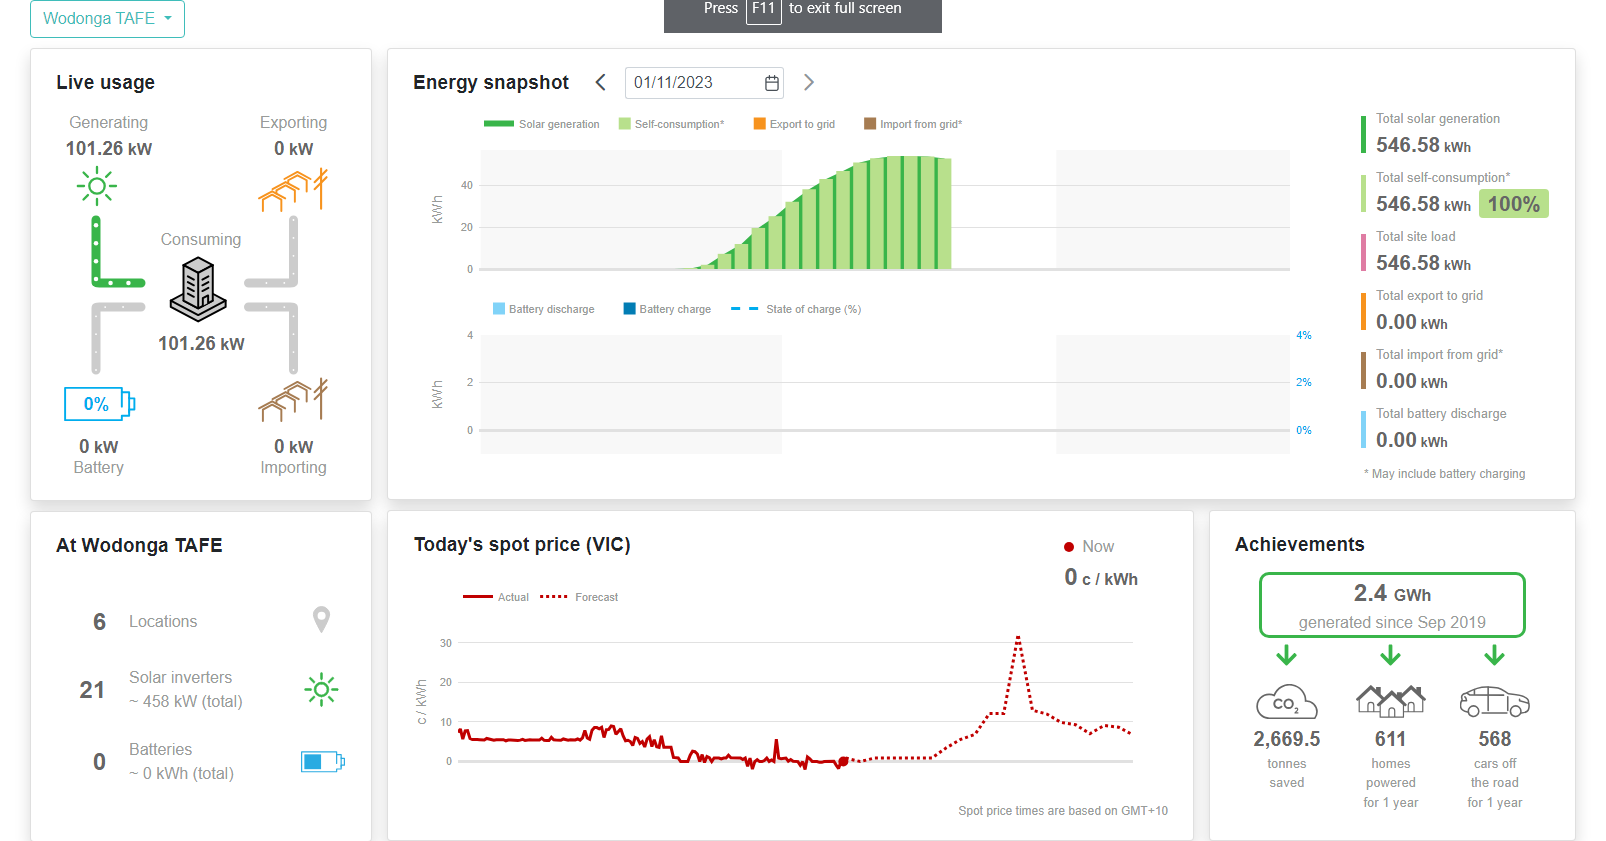 Wodonga TAFE
Press F11 to exit full screen
Live usage
Generating
101.26 kW
Exporting
0 kW
Consuming
101.26 kW
0%
0 kW
Battery
0 kW
Importing
Energy snapshot
01/11/2023
Solar generation
Self-consumption*
Export to grid
Import from grid*
kWh
40
20
0
Battery discharge
Battery charge
State of charge (%)
kWh
4
2
0
4%
2%
0%
Total solar generation
546.58 kWh
Total self-consumption*
546.58 kWh 100%
Total site load
546.58 kWh
Total export to grid
0.00 kWh
Total import from grid*
0.00 kWh
Total battery discharge
0.00 kWh
* May include battery charging
At Wodonga TAFE
6 Locations
21 Solar inverters
~ 458 kW (total)
0 Batteries
~ 0 kWh (total)
Today's spot price (VIC)
Now
0 c / kWh
Actual
Forecast
c / kWh
30
20
10
0
Spot price times are based on GMT+10
Achievements
2.4 GWh
generated since Sep 2019
CO2
2,669.5
tonnes
saved
611
homes
powered
for 1 year
568
cars off
the road
for 1 year